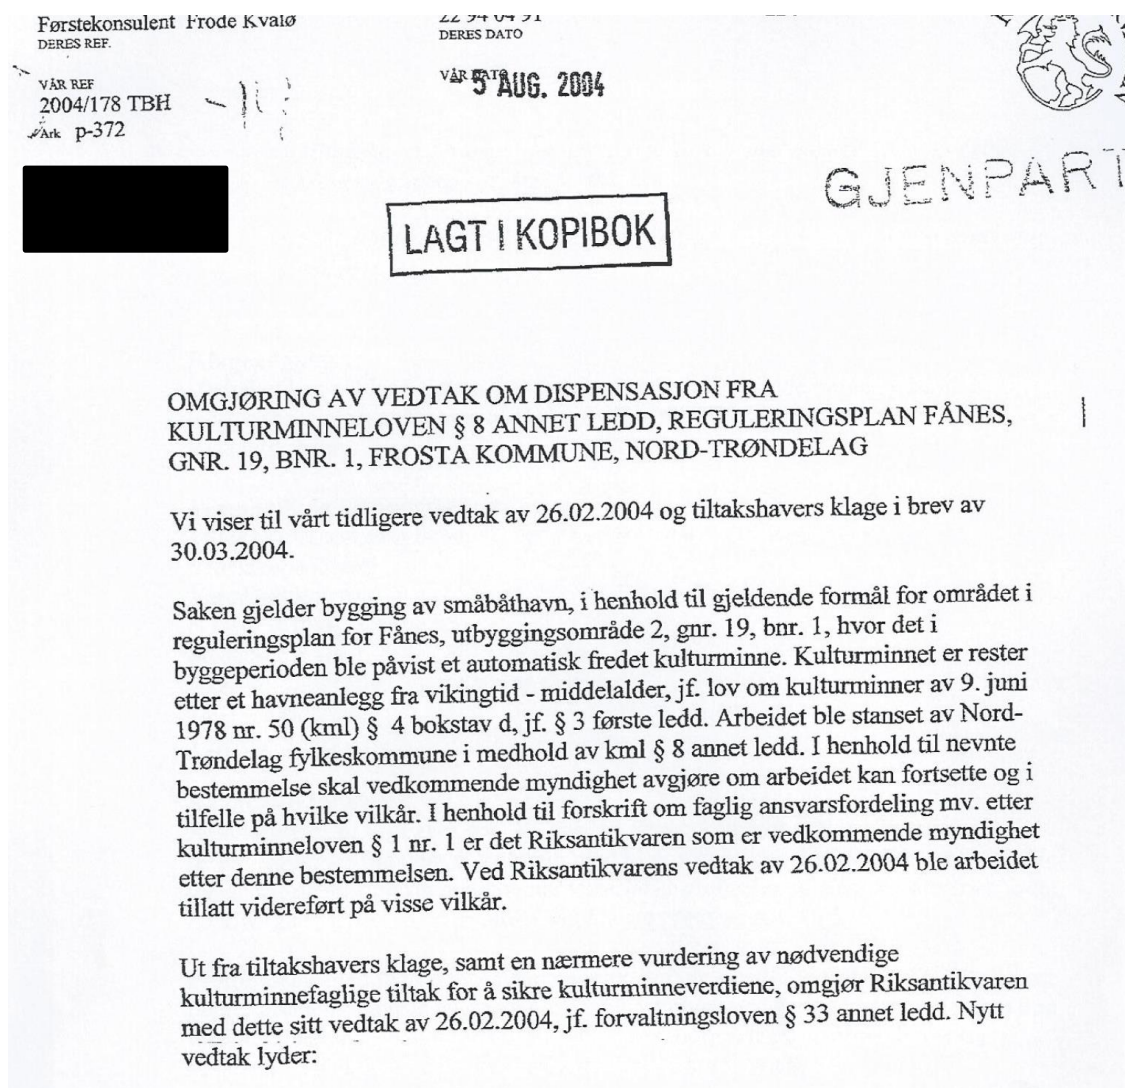 Førstekonsulent Frode Kvalø
DERES REF.
DERES DATO
VÅR REF
2004/178 TBH
Ark p-372
VÅR DATO
5 AUG. 2004
GJENPART
LAGT I KOPIBOK
OMGJØRING AV VEDTAK OM DISPENSASJON FRA
KULTURMINNELOVEN § 8 ANNET LEDD, REGULERINGSPLAN FÅNES,
GNR. 19, BNR. 1, FROSTA KOMMUNE, NORD-TRØNDELAG
Vi viser til vårt tidligere vedtak av 26.02.2004 og tiltakshavers klage i brev av
30.03.2004.
Saken gjelder bygging av småbåthavn, i henhold til gjeldende formål for området i
reguleringsplan for Fånes, utbyggingsområde 2, gnr. 19, bnr. 1, hvor det i
byggeperioden ble påvist et automatisk fredet kulturminne. Kulturminnet er rester
etter et havneanlegg fra vikingtid - middelalder, jf. lov om kulturminner av 9. juni
1978 nr. 50 (kml) § 4 bokstav d, jf. § 3 første ledd. Arbeidet ble stanset av Nord-
Trøndelag fylkeskommune i medhold av kml § 8 annet ledd. I henhold til nevnte
bestemmelse skal vedkommende myndighet avgjøre om arbeidet kan fortsette og i
tilfelle på hvilke vilkår. I henhold til forskrift om faglig ansvarsfordeling mv. etter
kulturminneloven § 1 nr. 1 er det Riksantikvaren som er vedkommende myndighet
etter denne bestemmelsen. Ved Riksantikvarens vedtak av 26.02.2004 ble arbeidet
tillatt videreført på visse vilkår.
Ut fra tiltakshavers klage, samt en nærmere vurdering av nødvendige
kulturminnefaglige tiltak for å sikre kulturminneverdiene, omgjør Riksantikvaren
med dette sitt vedtak av 26.02.2004, jf. forvaltningsloven § 33 annet ledd. Nytt
vedtak lyder: